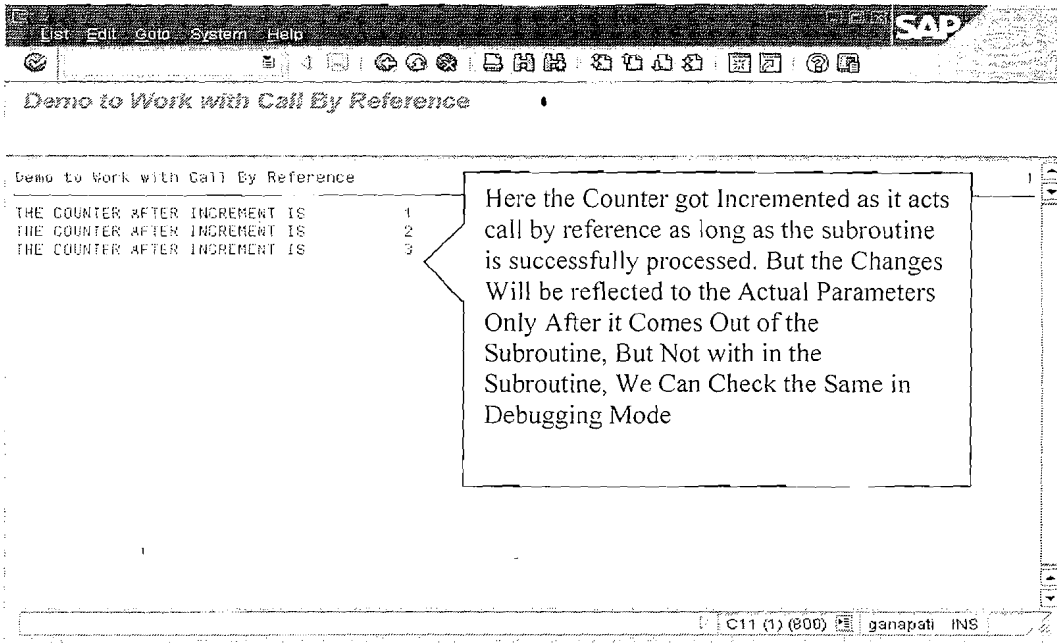 List Edit Goto System Help
SAP
Demo to Work with Call By Reference
Demo to Work with Call By Reference 1
THE COUNTER AFTER INCREMENT IS 1
THE COUNTER AFTER INCREMENT IS 2
THE COUNTER AFTER INCREMENT IS 3
Here the Counter got Incremented as it acts
call by reference as long as the subroutine
is successfully processed. But the Changes
Will be reflected to the Actual Parameters
Only After it Comes Out of the
Subroutine, But Not with in the
Subroutine, We Can Check the Same in
Debugging Mode
C11 (1) (800) ganapati INS